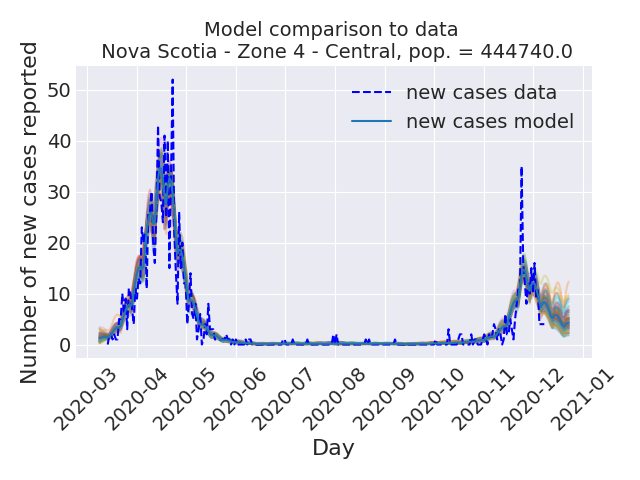 Model comparison to data
Nova Scotia - Zone 4 - Central, pop. = 444740.0
new cases data
new cases model
Number of new cases reported
50
40
30
20
10
0
2020-03
2020-04
2020-05
2020-06
2020-07
2020-08
2020-09
2020-10
2020-11
2020-12
2021-01
Day